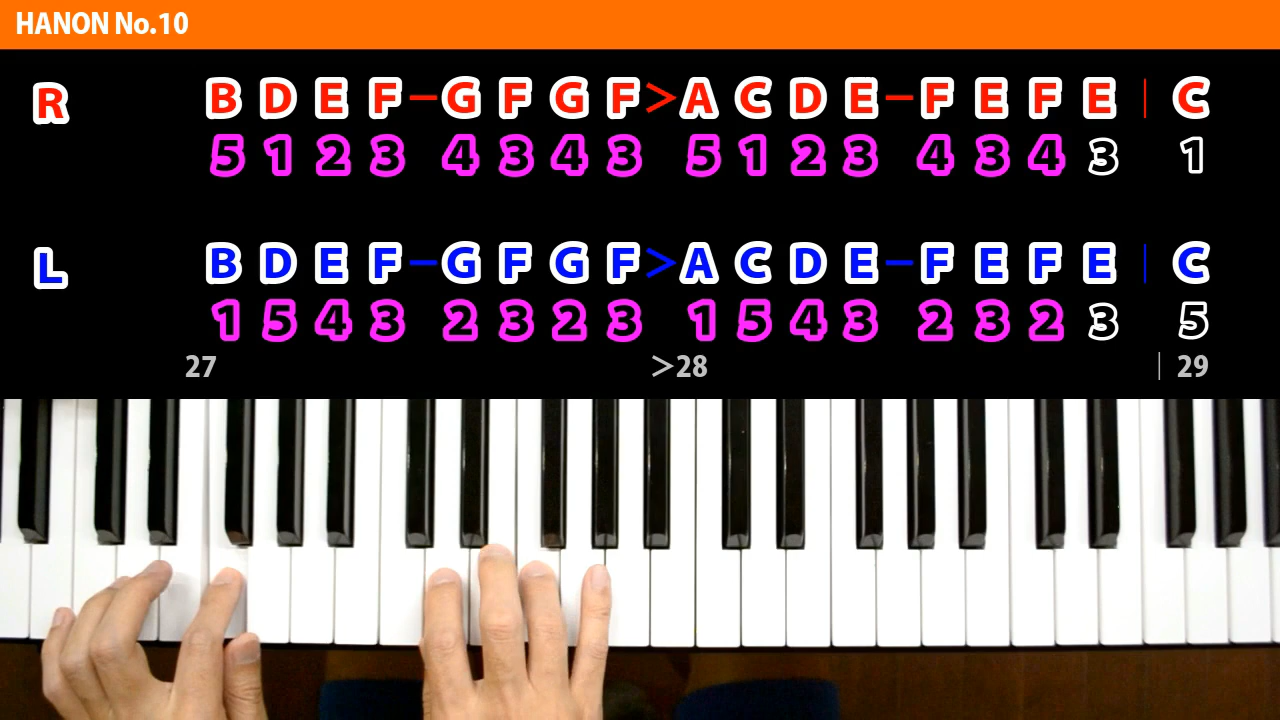 HANON No.10
R B D E F – G F G F > A C D E – F E F E | C
5 1 2 3 4 3 4 3 5 1 2 3 4 3 4 3 1
L B D E F – G F G F > A C D E – F E F E | C
1 5 4 3 2 3 2 3 1 5 4 3 2 3 2 3 5
27 >28 | 29